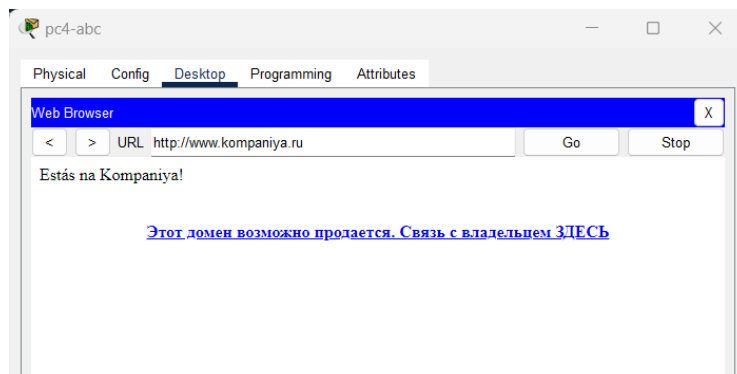 pc4-abc
Physical Config Desktop Programming Attributes
Web Browser X
< > URL http://www.kompaniya.ru Go Stop
Estás na Kompaniya!
Этот домен возможно продается. Связь с владельцем ЗДЕСЬ